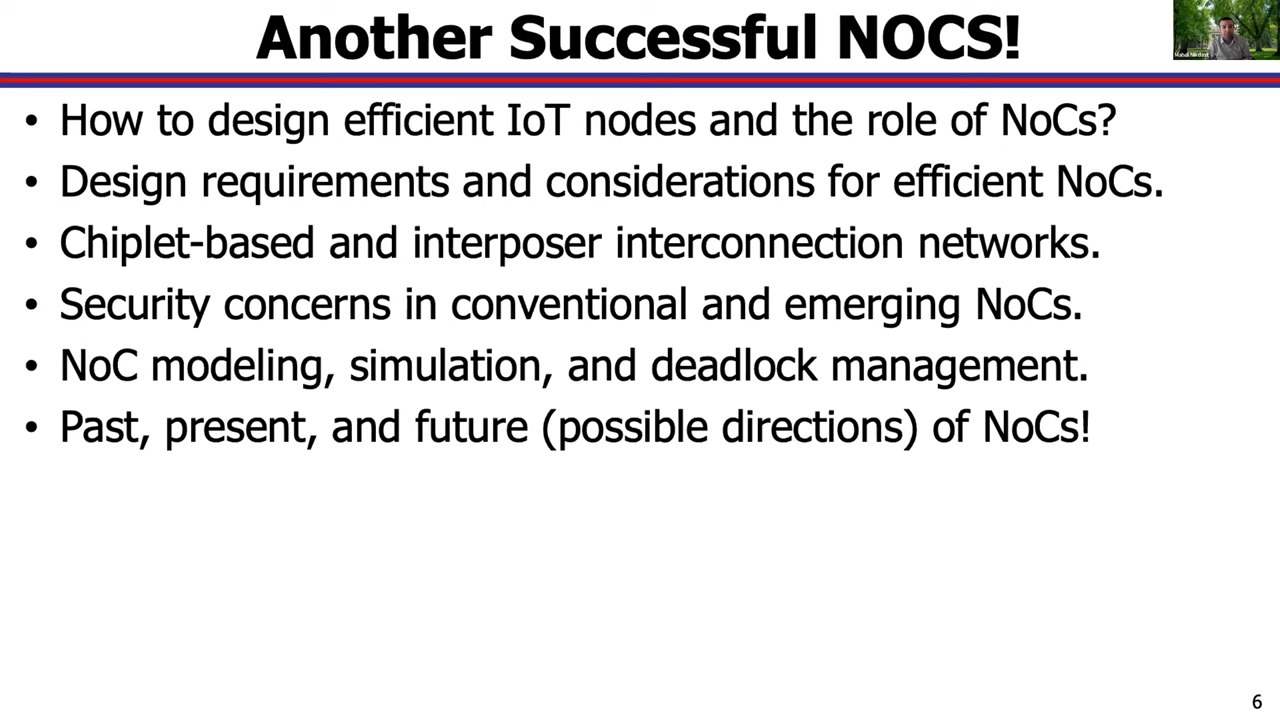 Another Successful NOCS!
Mahdi Nikdast
• How to design efficient IoT nodes and the role of NoCs?
• Design requirements and considerations for efficient NoCs.
• Chiplet-based and interposer interconnection networks.
• Security concerns in conventional and emerging NoCs.
• NoC modeling, simulation, and deadlock management.
• Past, present, and future (possible directions) of NoCs!
6